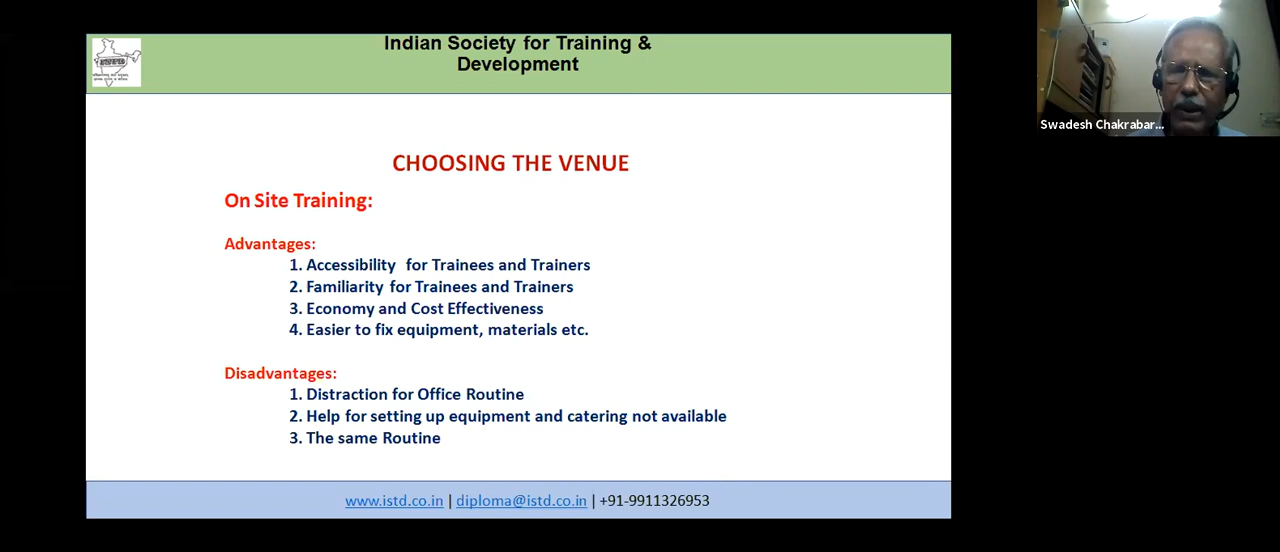 Indian Society for Training &
Development
CHOOSING THE VENUE
On Site Training:
Advantages:
1. Accessibility for Trainees and Trainers
2. Familiarity for Trainees and Trainers
3. Economy and Cost Effectiveness
4. Easier to fix equipment, materials etc.
Disadvantages:
1. Distraction for Office Routine
2. Help for setting up equipment and catering not available
3. The same Routine
www.istd.co.in | diploma@istd.co.in | +91-9911326953
Swadesh Chakrabar...